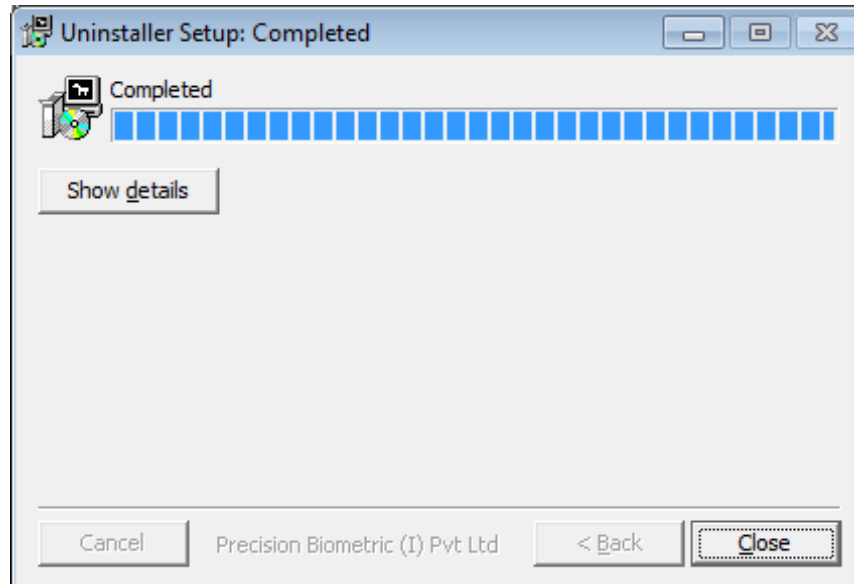 Uninstaller Setup: Completed
Completed
Show details
Cancel
Precision Biometric (I) Pvt Ltd
< Back
Close